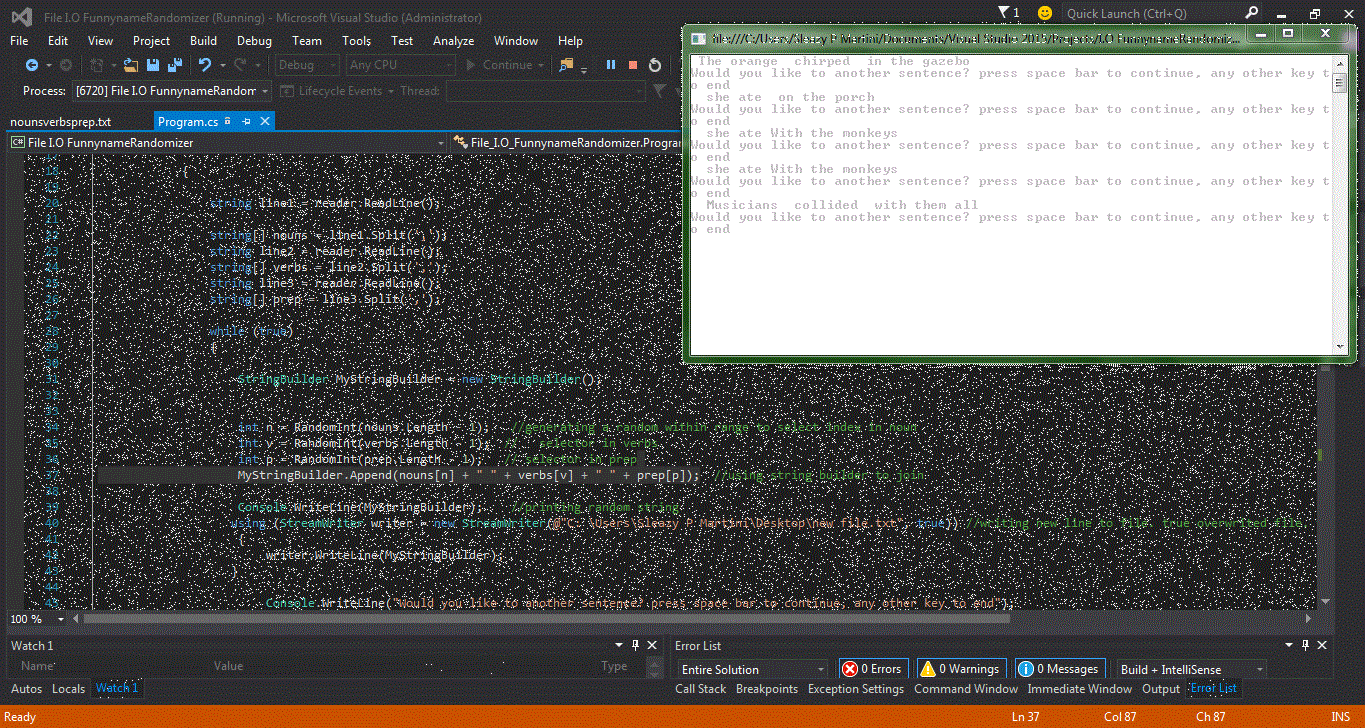 File I.O FunnynameRandomizer (Running) - Microsoft Visual Studio (Administrator)
1
Quick Launch (Ctrl+Q)
File Edit View Project Build Debug Team Tools Test Analyze Window Help
Debug Any CPU Continue
Process: [6720] File I.O FunnynameRandom Lifecycle Events Thread:
nounsverbsprep.txt Program.cs
C# File I.O FunnynameRandomizer File_I_O_FunnynameRandomizer.Program
file:///C:/Users/Sleazy P Martini/Documents/Visual Studio 2015/Projects/I.O FunnynameRandomiz...
The orange chirped in the gazebo
Would you like to another sentence? press space bar to continue, any other key t
o end
she ate on the porch
Would you like to another sentence? press space bar to continue, any other key t
o end
she ate With the monkeys
Would you like to another sentence? press space bar to continue, any other key t
o end
she ate With the monkeys
Would you like to another sentence? press space bar to continue, any other key t
o end
Musicians collided with them all
Would you like to another sentence? press space bar to continue, any other key t
o end
18 {
19
20 string line1 = reader.ReadLine();
21
22 string[] nouns = line1.Split(',');
23 string line2 = reader.ReadLine();
24 string[] verbs = line2.Split(',');
25 string line3 = reader.ReadLine();
26 string[] prep = line3.Split(',');
27
28 while (true)
29 {
30
31 StringBuilder MyStringBuilder = new StringBuilder();
32
33
34 int n = RandomInt(nouns.Length - 1); //generating a random within range to select index in noun
35 int v = RandomInt(verbs.Length - 1); // selector in verbs
36 int p = RandomInt(prep.Length - 1); // selector in prep
37 MyStringBuilder.Append(nouns[n] + " " + verbs[v] + " " + prep[p]); //using string builder to join
38
39 Console.WriteLine(MyStringBuilder); //printing random string
40 using (StreamWriter writer = new StreamWriter(@"C:\Users\Sleazy P Martini\Desktop\new file.txt", true)) //writing new line to file, true overwrites file
41 {
42 writer.WriteLine(MyStringBuilder);
43 }
44
45 Console.WriteLine("Would you like to another sentence? press space bar to continue, any other key to end");
100 %
Watch 1
Name Value Type
Autos Locals Watch 1
Error List
Entire Solution 0 Errors 0 Warnings 0 Messages Build + IntelliSense
Call Stack Breakpoints Exception Settings Command Window Immediate Window Output Error List
Ready Ln 37 Col 87 Ch 87 INS